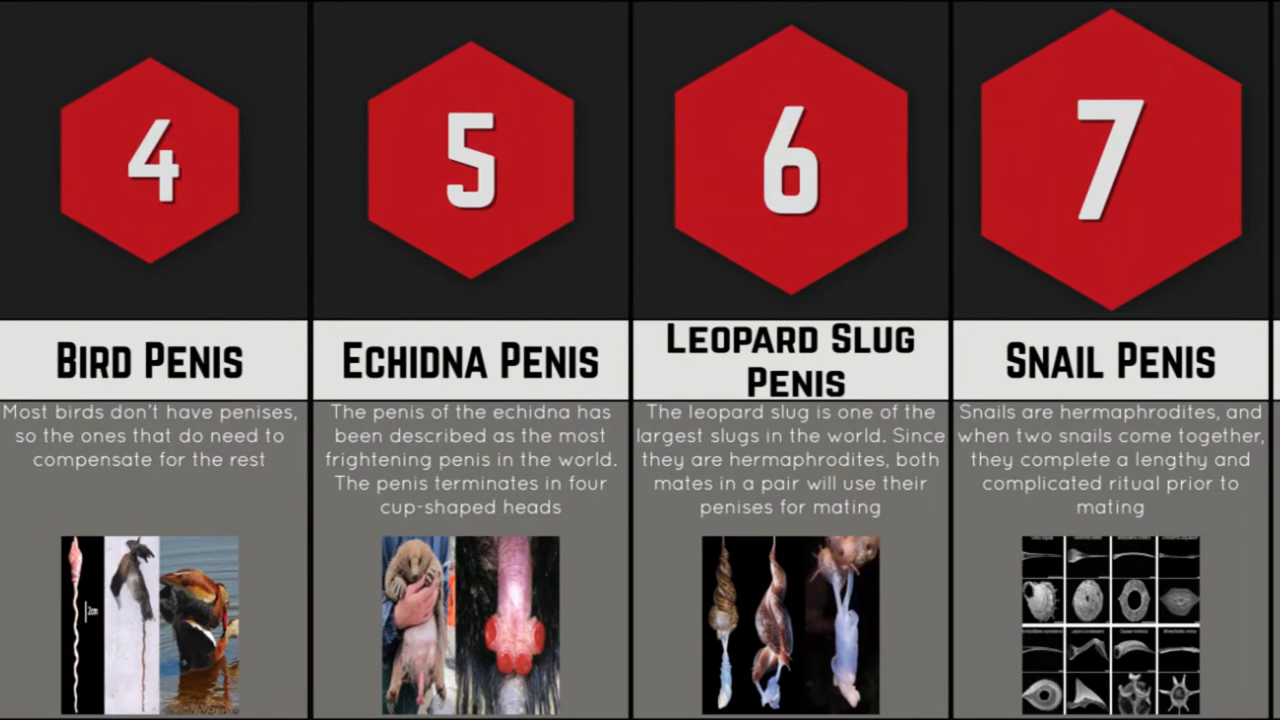 4
5
6
7
BIRD PENIS
ECHIDNA PENIS
LEOPARD SLUG
PENIS
SNAIL PENIS
Most birds don't have penises,
so the ones that do need to
compensate for the rest
The penis of the echidna has
been described as the most
frightening penis in the world.
The penis terminates in four
cup-shaped heads
The leopard slug is one of the
largest slugs in the world. Since
they are hermaphrodites, both
mates in a pair will use their
penises for mating
Snails are hermaphrodites, and
when two snails come together,
they complete a lengthy and
complicated ritual prior to
mating
2cm